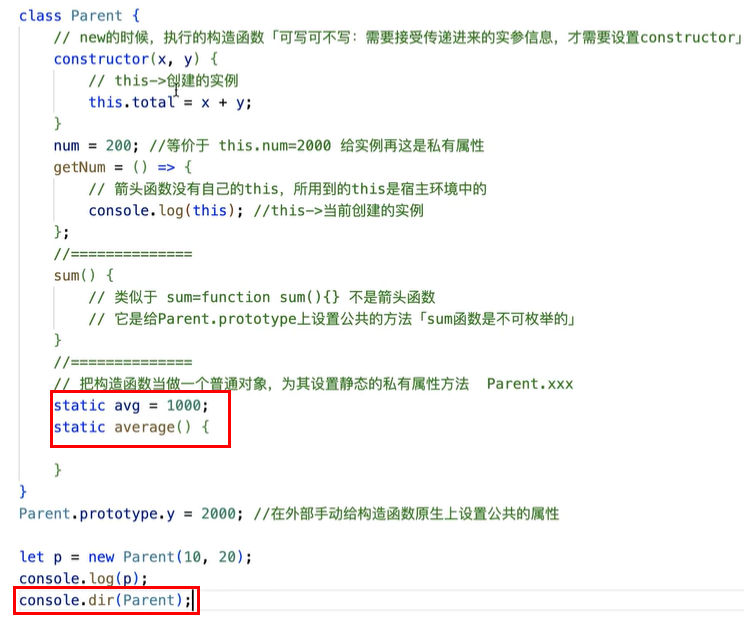 class Parent {
// new的时候，执行的构造函数「可写可不写：需要接受传递进来的实参信息，才需要设置constructor」
constructor(x, y) {
// this->创建的实例
this.total = x + y;
}
num = 200; //等价于 this.num=2000 给实例再这是私有属性
getNum = () => {
// 箭头函数没有自己的this，所用到的this是宿主环境中的
console.log(this); //this->当前创建的实例
};
//==============
sum() {
// 类似于 sum=function sum(){} 不是箭头函数
// 它是给Parent.prototype上设置公共的方法「sum函数是不可枚举的」
}
//==============
// 把构造函数当做一个普通对象，为其设置静态的私有属性方法 Parent.xxx
static avg = 1000;
static average() {
}
}
Parent.prototype.y = 2000; //在外部手动给构造函数原生上设置公共的属性
let p = new Parent(10, 20);
console.log(p);
console.dir(Parent);